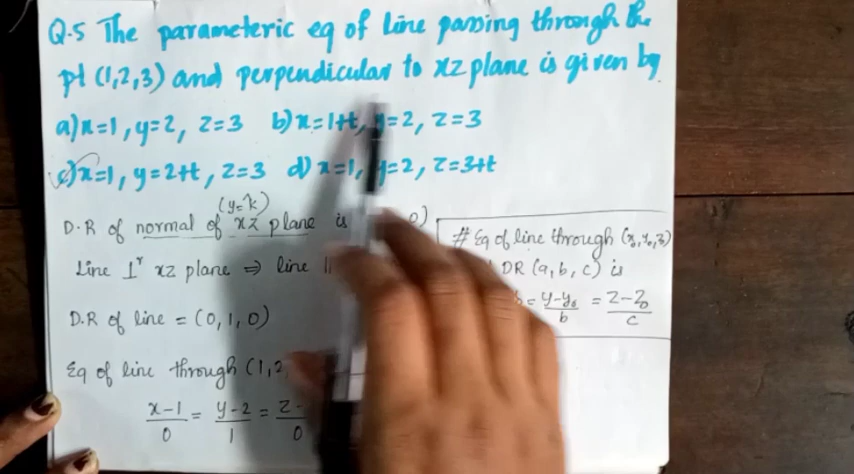 Q.5 The parameteric eq of line passing through the
pt (1,2,3) and perpendicular to xz plane is given by
a) x=1, y=2, z=3 b) x=1+t, y=2, z=3
c) x=1, y=2+t, z=3 d) x=1, y=2, z=3+t
(y=k)
D.R of normal of xz plane is
Line ⊥r xz plane ⇒ line ||
D.R of line = (0,1,0)
Eq of line through (1,2,
x-1/0 = y-2/1 = z-/0
# Eq of line through (x₀,y₀,z₀)
DR (a,b,c) is
= y-y₀/b = z-z₀/c